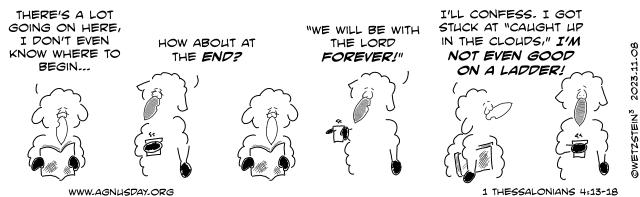 THERE'S A LOT
GOING ON HERE,
I DON'T EVEN
KNOW WHERE TO
BEGIN...
HOW ABOUT AT
THE END?
"WE WILL BE WITH
THE LORD
FOREVER!"
I'LL CONFESS. I GOT
STUCK AT "CAUGHT UP
IN THE CLOUDS," I'M
NOT EVEN GOOD
ON A LADDER!
©WETZSTEIN³ 2023.11.08
WWW.AGNUSDAY.ORG
1 THESSALONIANS 4:13-18